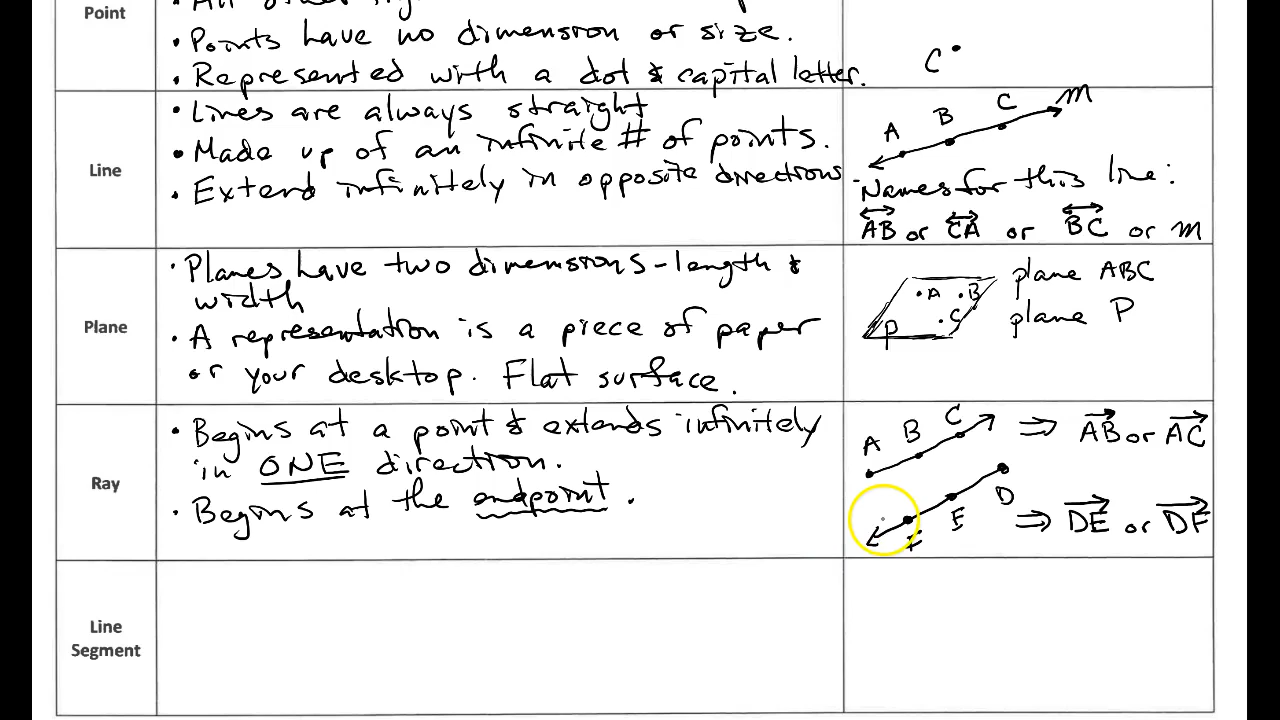 Point
• Points have no dimension or size.
• Represented with a dot & capital letter.
C
Line
• Lines are always straight
• Made up of an infinite # of points.
• Extend infinitely in opposite directions
A B C m
Names for this line:
AB or CA or BC or m
Plane
• Planes have two dimensions-length &
width
• A representation is a piece of paper
or your desktop. Flat surface.
A B
C
P
plane ABC
plane P
Ray
• Begins at a point & extends infinitely
in ONE direction.
• Begins at the endpoint.
A B C ⇒ AB or AC
F E D ⇒ DE or DF
Line
Segment